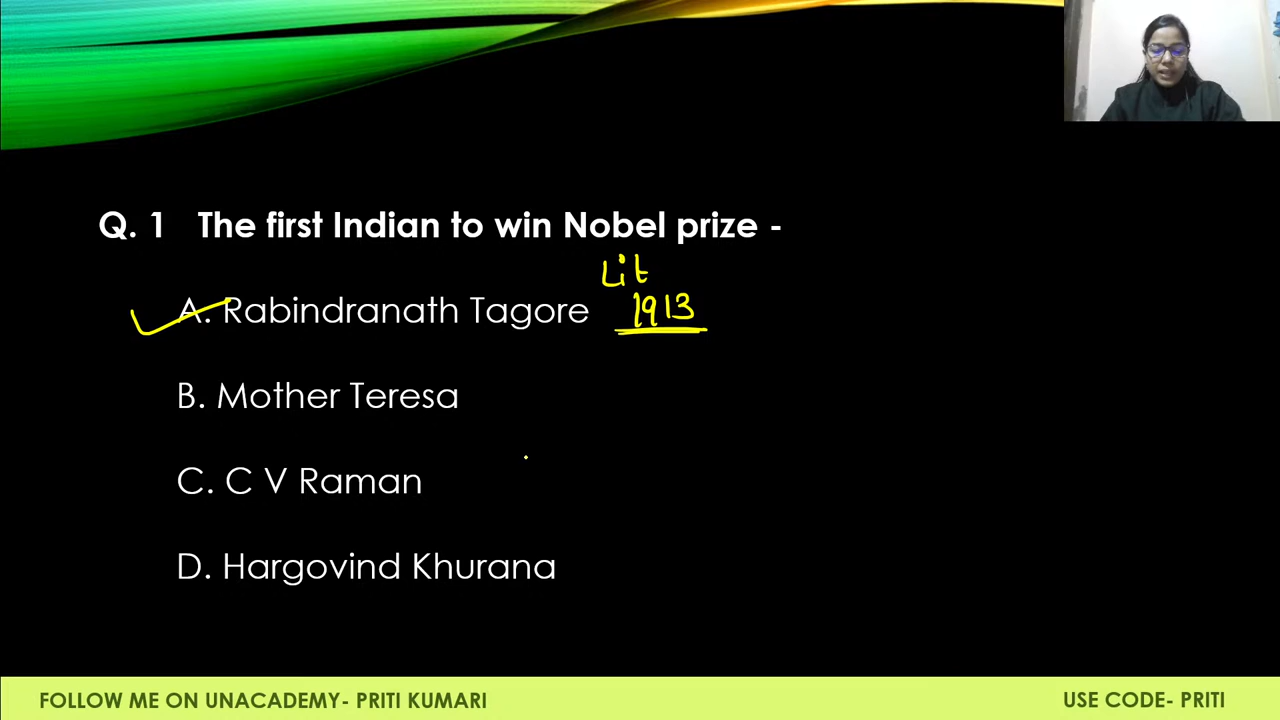 Q. 1 The first Indian to win Nobel prize -
Lit
A. Rabindranath Tagore 1913
B. Mother Teresa
C. C V Raman
D. Hargovind Khurana
FOLLOW ME ON UNACADEMY- PRITI KUMARI
USE CODE- PRITI